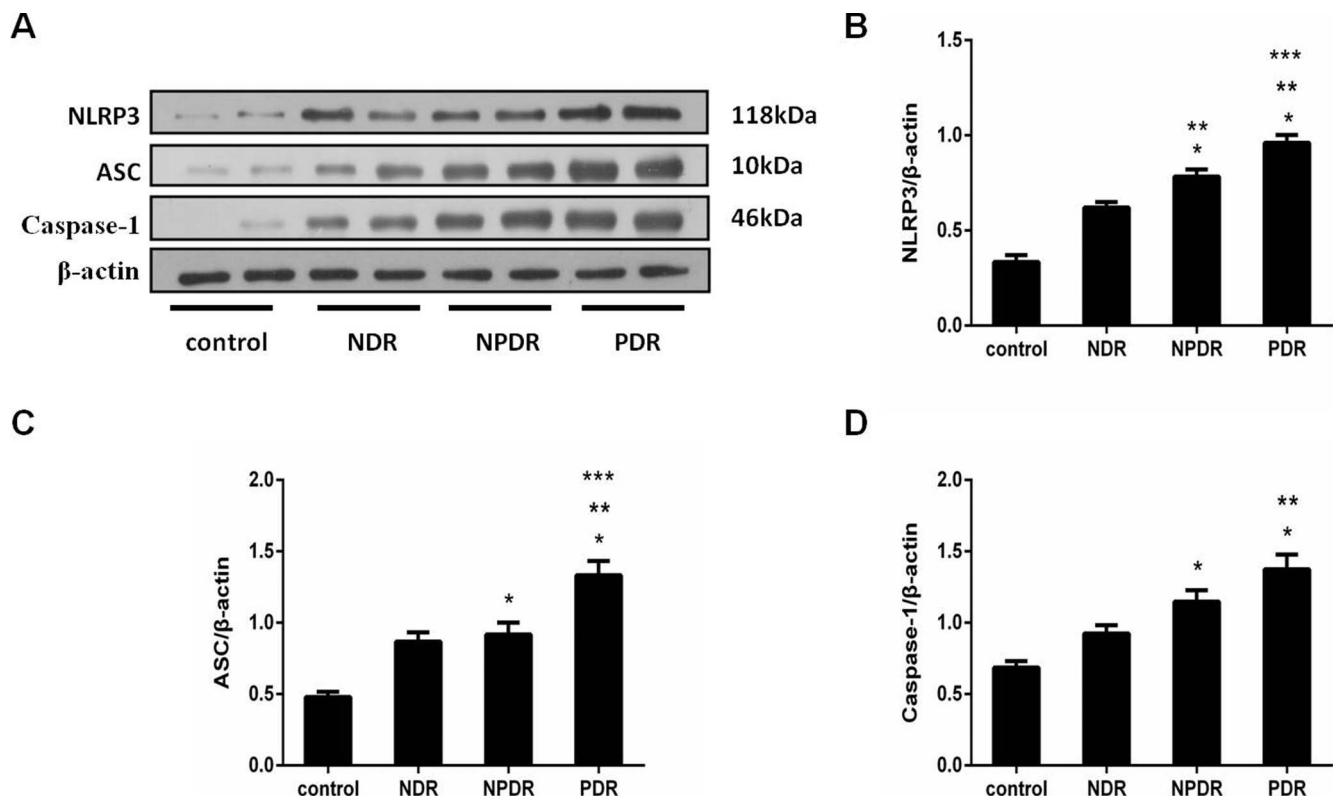 A
NLRP3 118kDa
ASC 10kDa
Caspase-1 46kDa
β-actin
control NDR NPDR PDR
B
NLRP3/β-actin
1.5
1.0
0.5
0.0
***
**
*
**
*
control NDR NPDR PDR
C
ASC/β-actin
2.0
1.5
1.0
0.5
0.0
*
***
**
*
control NDR NPDR PDR
D
Caspase-1/β-actin
2.0
1.5
1.0
0.5
0.0
*
**
*
control NDR NPDR PDR